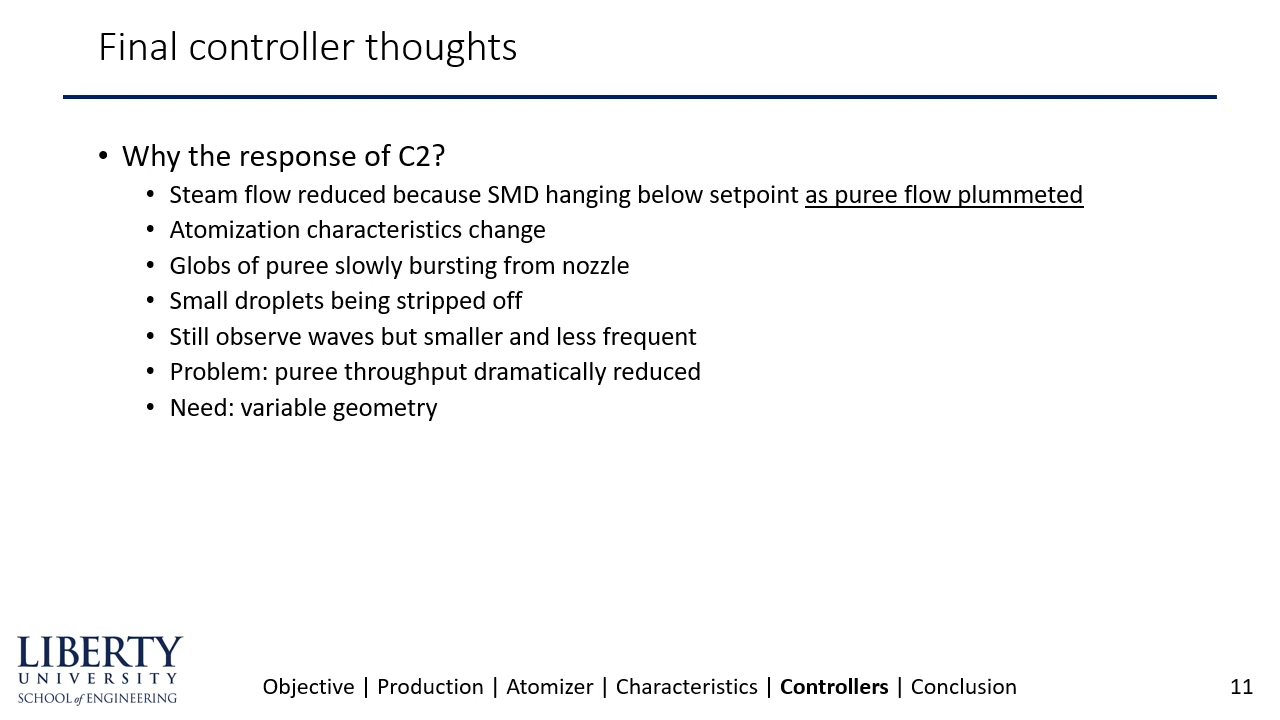 Final controller thoughts
• Why the response of C2?
• Steam flow reduced because SMD hanging below setpoint as puree flow plummeted
• Atomization characteristics change
• Globs of puree slowly bursting from nozzle
• Small droplets being stripped off
• Still observe waves but smaller and less frequent
• Problem: puree throughput dramatically reduced
• Need: variable geometry
LIBERTY
UNIVERSITY
SCHOOL of ENGINEERING
Objective | Production | Atomizer | Characteristics | Controllers | Conclusion
11